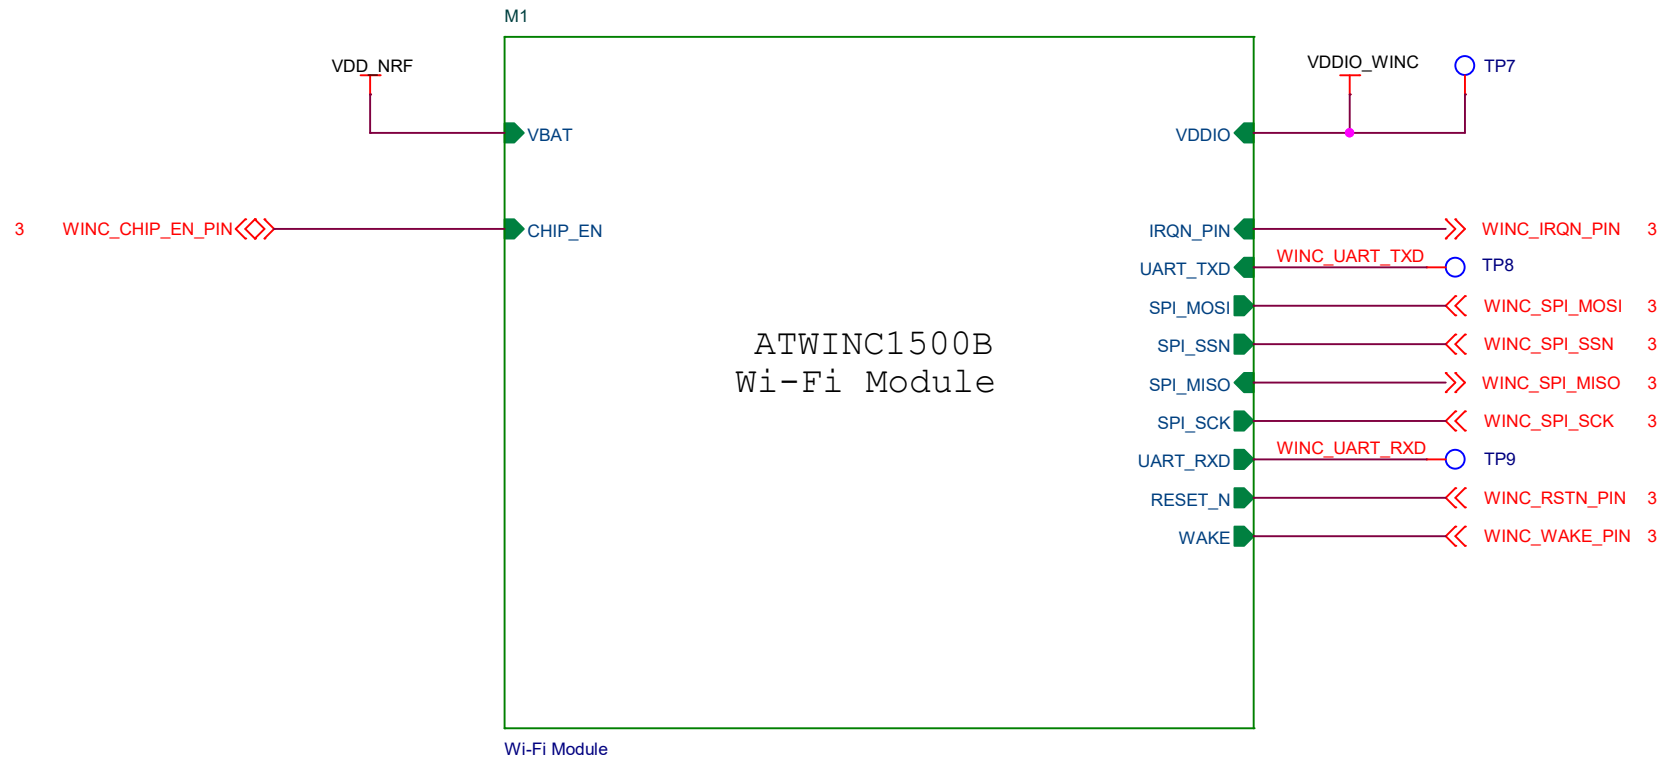 M1
VDD_NRF
VDDIO_WINC
TP7
VBAT
VDDIO
3 WINC_CHIP_EN_PIN
CHIP_EN
IRQN_PIN
WINC_IRQN_PIN 3
UART_TXD
WINC_UART_TXD
TP8
SPI_MOSI
WINC_SPI_MOSI 3
ATWINC1500B
Wi-Fi Module
SPI_SSN
WINC_SPI_SSN 3
SPI_MISO
WINC_SPI_MISO 3
SPI_SCK
WINC_SPI_SCK 3
UART_RXD
WINC_UART_RXD
TP9
RESET_N
WINC_RSTN_PIN 3
WAKE
WINC_WAKE_PIN 3
Wi-Fi Module